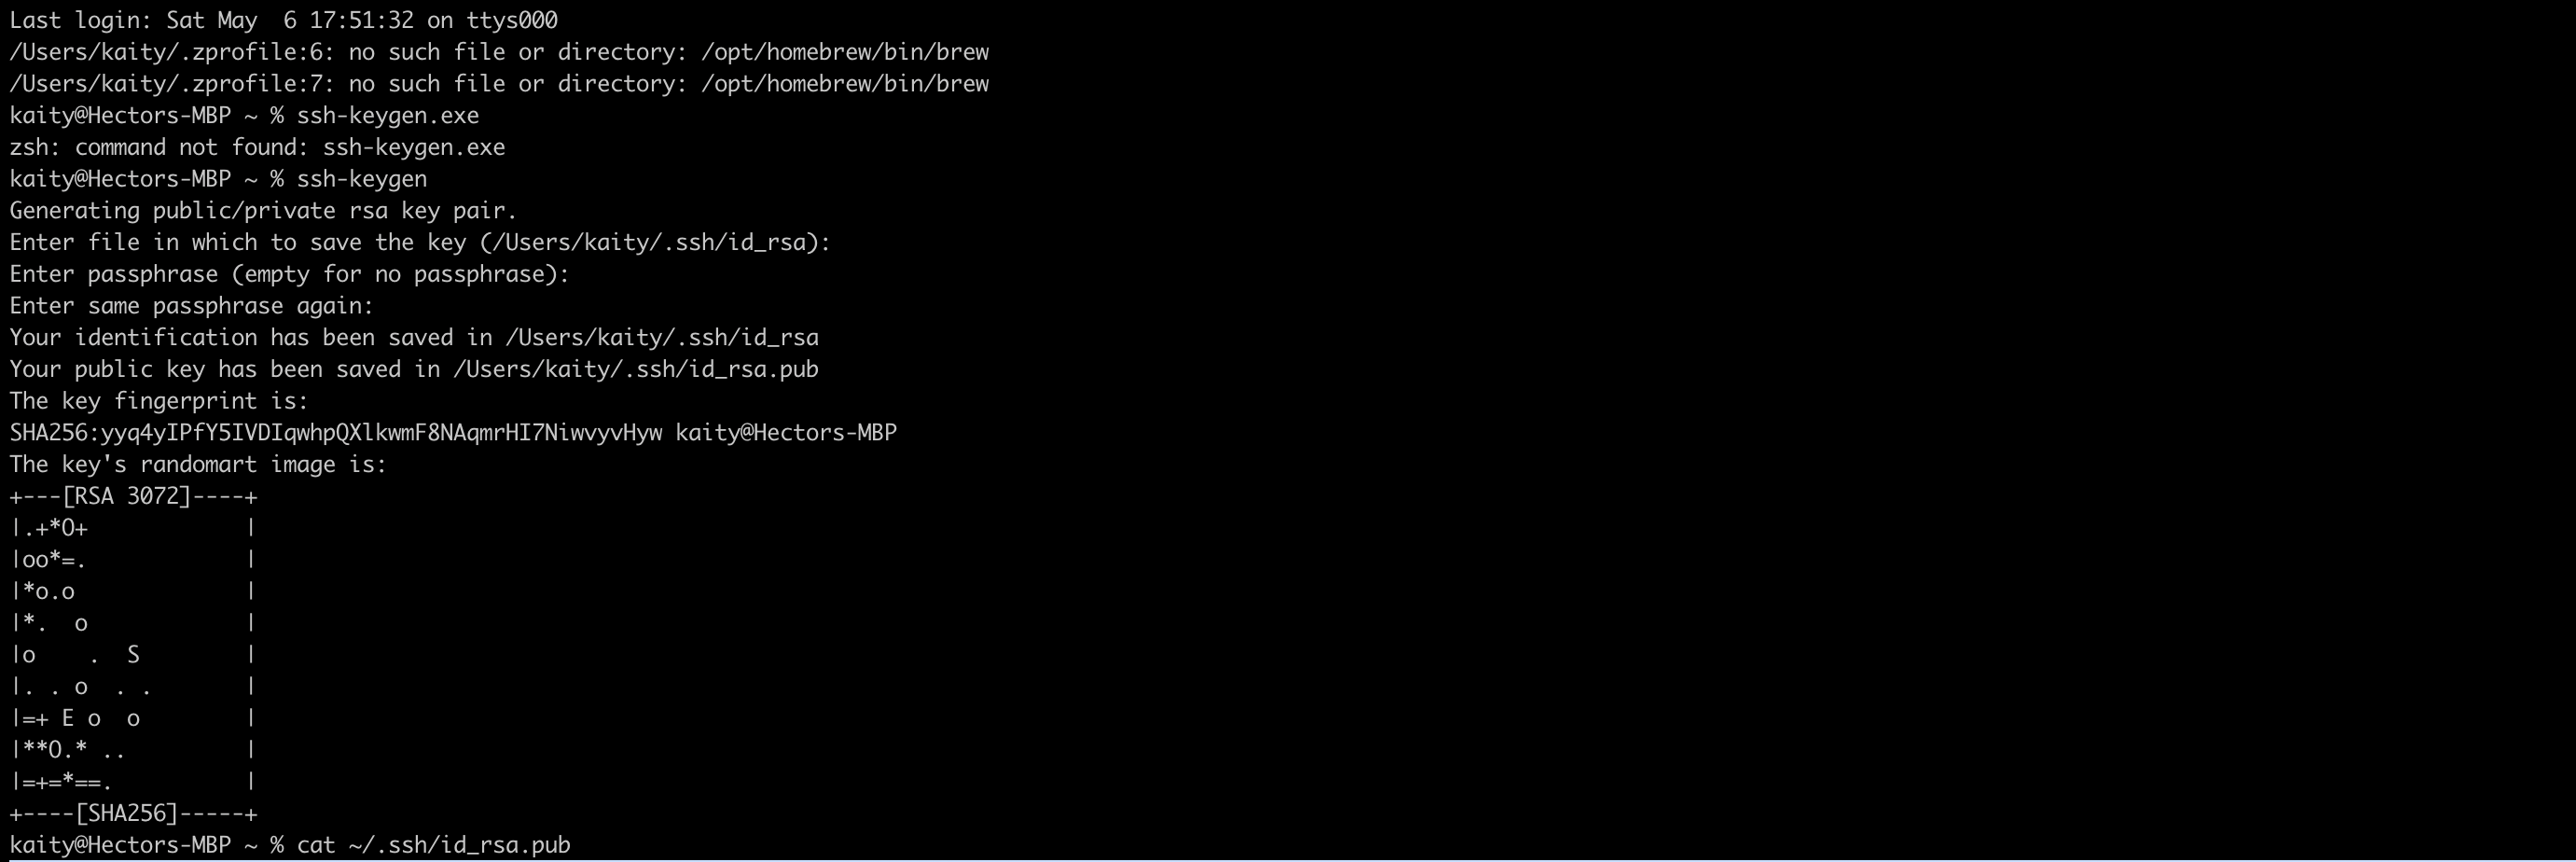 Last login: Sat May  6 17:51:32 on ttys000
/Users/kaity/.zprofile:6: no such file or directory: /opt/homebrew/bin/brew
/Users/kaity/.zprofile:7: no such file or directory: /opt/homebrew/bin/brew
kaity@Hectors-MBP ~ % ssh-keygen.exe
zsh: command not found: ssh-keygen.exe
kaity@Hectors-MBP ~ % ssh-keygen
Generating public/private rsa key pair.
Enter file in which to save the key (/Users/kaity/.ssh/id_rsa):
Enter passphrase (empty for no passphrase):
Enter same passphrase again:
Your identification has been saved in /Users/kaity/.ssh/id_rsa
Your public key has been saved in /Users/kaity/.ssh/id_rsa.pub
The key fingerprint is:
SHA256:yyq4yIPfY5IVDIqwhpQXlkwmF8NAqmrHI7NiwvyvHyw kaity@Hectors-MBP
The key's randomart image is:
+---[RSA 3072]----+
|.+*O+            |
|oo*=.            |
|*o.o             |
|*.  o            |
|o    .  S        |
|. . o  . .       |
|=+ E o  o        |
|**O.* ..         |
|=+=*==.          |
+----[SHA256]-----+
kaity@Hectors-MBP ~ % cat ~/.ssh/id_rsa.pub